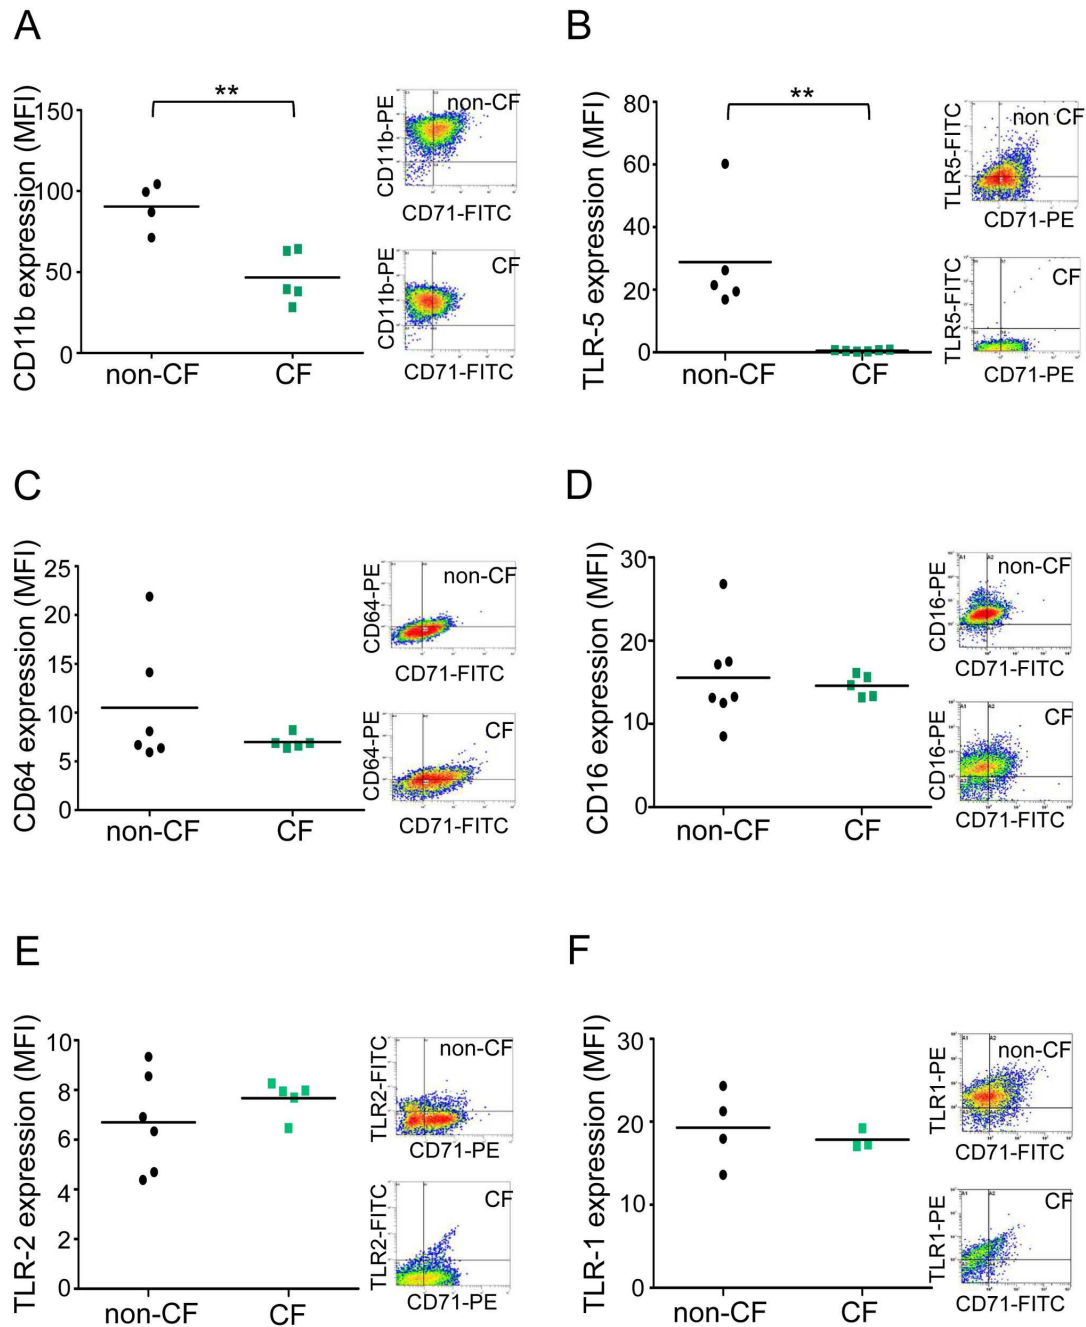 A
CD11b expression (MFI)
150
100
50
0
**
non-CF
CF
CD11b-PE
non-CF
CD71-FITC
CD11b-PE
CF
CD71-FITC
B
TLR-5 expression (MFI)
80
60
40
20
0
**
non-CF
CF
TLR5-FITC
non CF
CD71-PE
TLR5-FITC
CF
CD71-PE
C
CD64 expression (MFI)
25
20
15
10
5
0
non-CF
CF
CD64-PE
non-CF
CD71-FITC
CD64-PE
CF
CD71-FITC
D
CD16 expression (MFI)
30
20
10
0
non-CF
CF
CD16-PE
A1 A2
non-CF
CD71-FITC
CD16-PE
CF
CD71-FITC
E
TLR-2 expression (MFI)
10
8
6
4
2
0
non-CF
CF
TLR2-FITC
non-CF
CD71-PE
TLR2-FITC
CF
CD71-PE
F
TLR-1 expression (MFI)
30
20
10
0
non-CF
CF
TLR1-PE
A1 A2
non-CF
CD71-FITC
TLR1-PE
A1 A2
CF
CD71-FITC